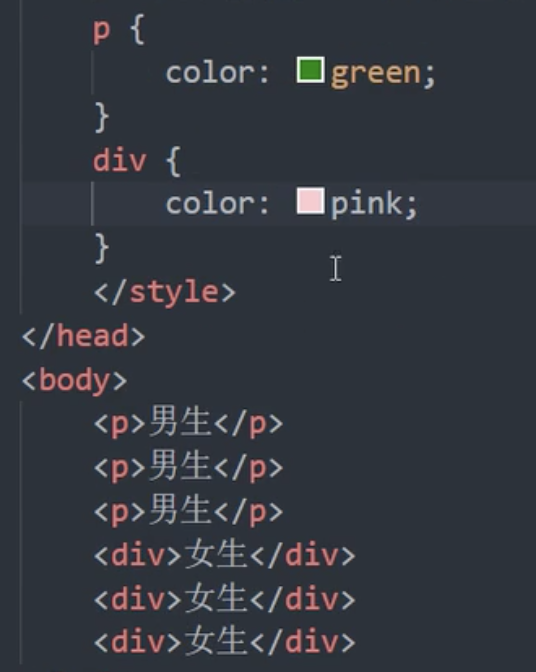 p {
color: green;
}
div {
color: pink;
}
</style>
</head>
<body>
<p>男生</p>
<p>男生</p>
<p>男生</p>
<div>女生</div>
<div>女生</div>
<div>女生</div>